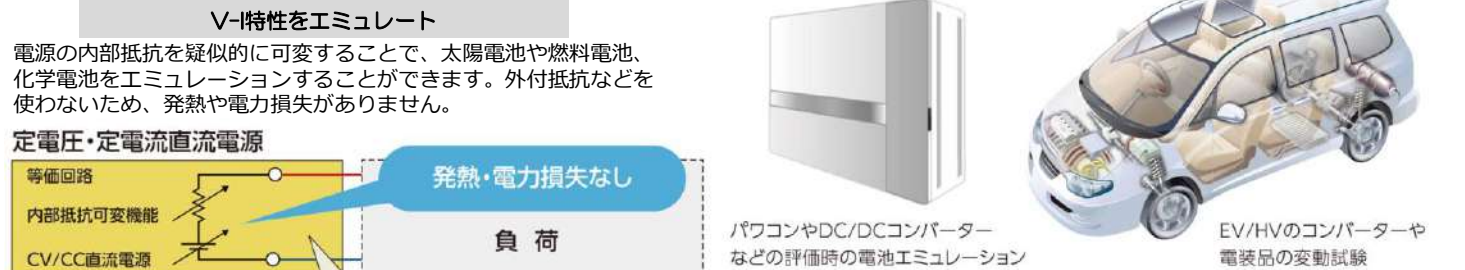 V-I特性をエミュレート
電源の内部抵抗を疑似的に可変することで、太陽電池や燃料電池、
化学電池をエミュレーションすることができます。外付抵抗などを
使わないため、発熱や電力損失がありません。
定電圧・定電流直流電源
等価回路
内部抵抗可変機能
CV/CC直流電源
発熱・電力損失なし
負荷
パワコンやDC/DCコンバーター
などの評価時の電池エミュレーション
EV/HVのコンバーターや
電装品の変動試験